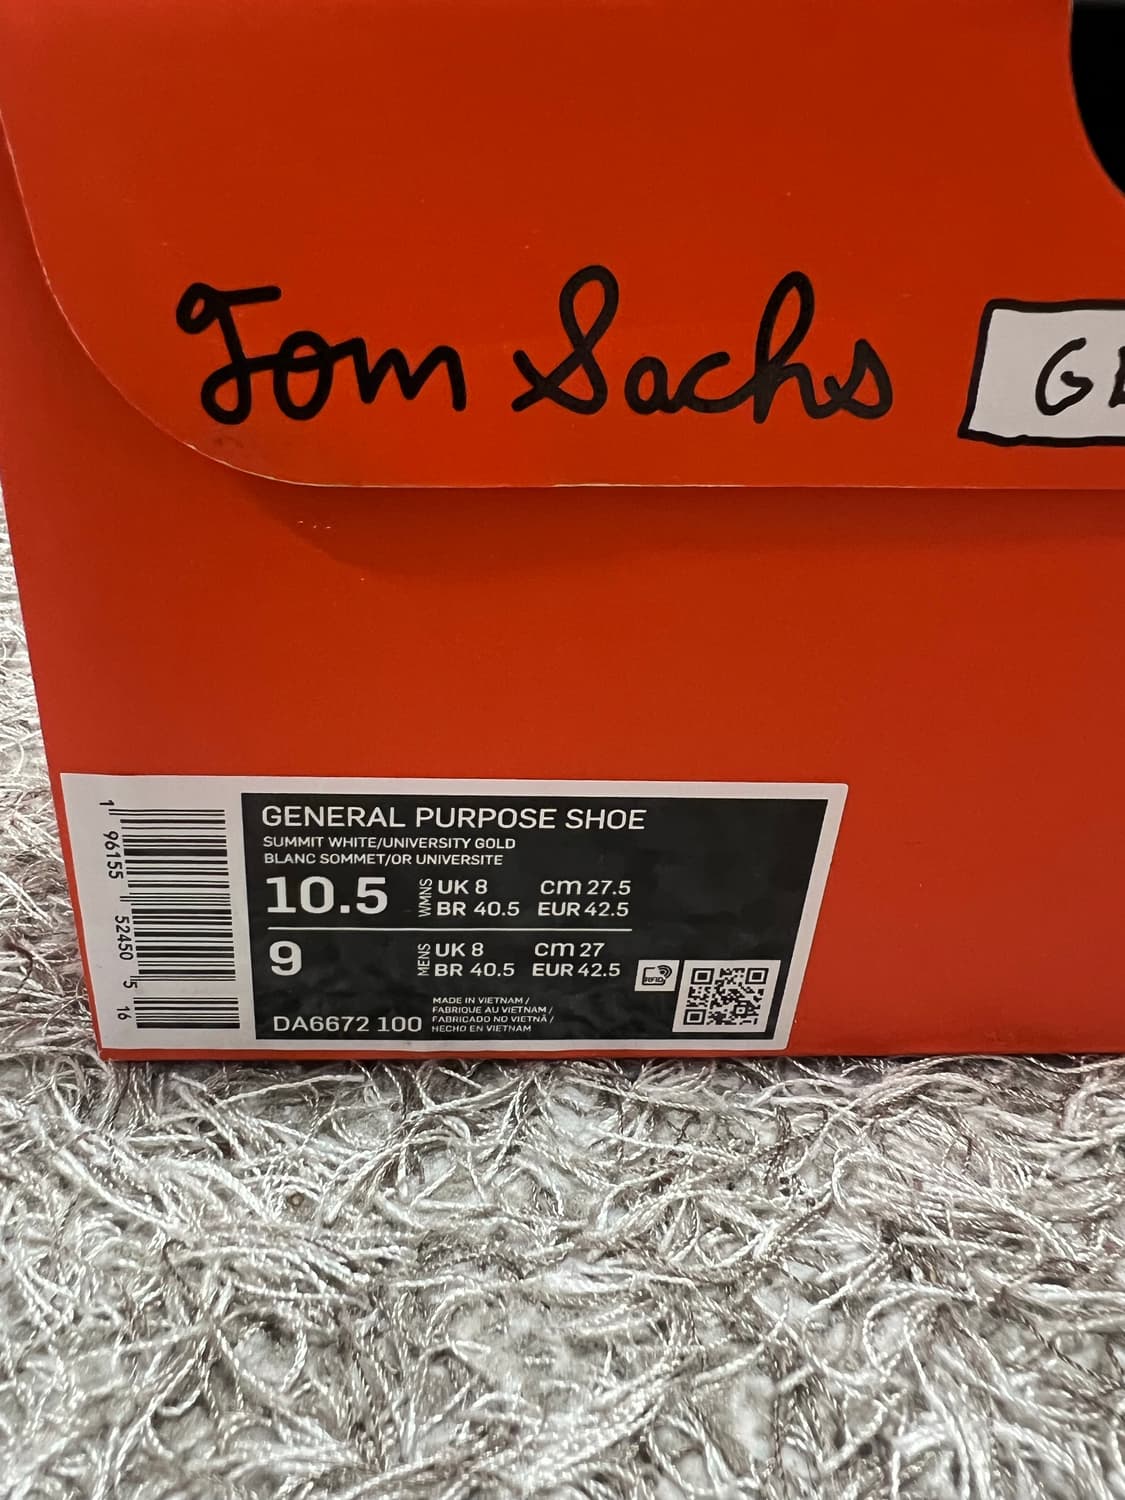 Tom Sachs
GENERAL PURPOSE SHOE
SUMMIT WHITE/UNIVERSITY GOLD
BLANC SOMMET/OR UNIVERSITE
10.5 WMNS UK 8 cm 27.5
BR 40.5 EUR 42.5
9 MENS UK 8 cm 27
BR 40.5 EUR 42.5
RFID
DA6672 100
MADE IN VIETNAM /
FABRIQUE AU VIETNAM /
FABRICADO NO VIETNÃ /
HECHO EN VIETNAM
1 96155 52450 5 16